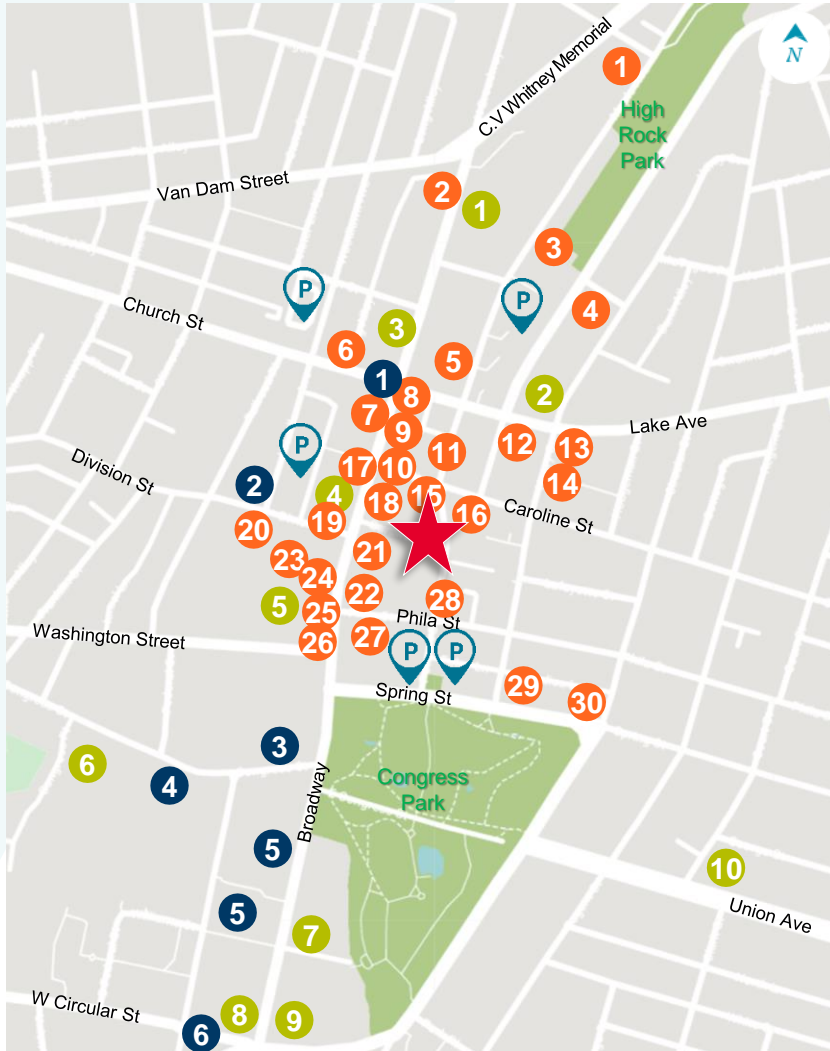 N
C.V Whitney Memorial
1
High
Rock
Park
Van Dam Street
2
1
3
P
P
Church St
4
3
6
5
1
8
2
7
Lake Ave
9
12
13
11
P
17
10
14
Division St
2
4
15
18
16
Caroline St
19
20
21
23
24
22
28
5
25
Phila St
26
27
Washington Street
P
P
29
Spring St
30
3
6
4
Congress
Park
Broadway
5
10
5
Union Ave
7
W Circular St
8
9
6